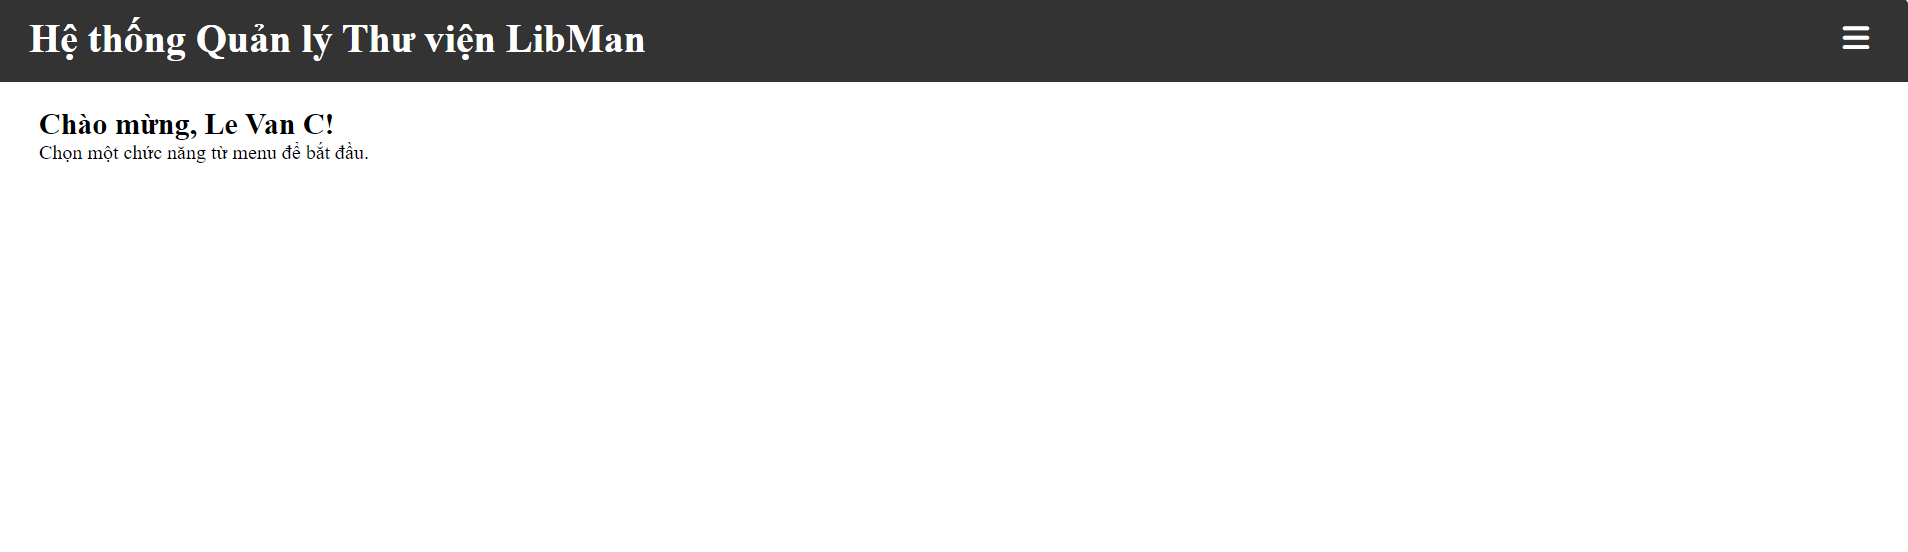 Hệ thống Quản lý Thư viện LibMan
Chào mừng, Le Van C!
Chọn một chức năng từ menu để bắt đầu.